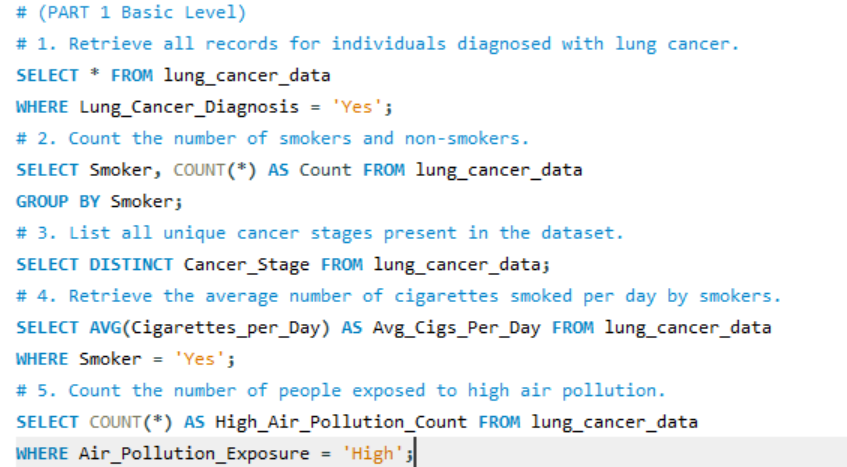 # (PART 1 Basic Level)
# 1. Retrieve all records for individuals diagnosed with lung cancer.
SELECT * FROM lung_cancer_data
WHERE Lung_Cancer_Diagnosis = 'Yes';
# 2. Count the number of smokers and non-smokers.
SELECT Smoker, COUNT(*) AS Count FROM lung_cancer_data
GROUP BY Smoker;
# 3. List all unique cancer stages present in the dataset.
SELECT DISTINCT Cancer_Stage FROM lung_cancer_data;
# 4. Retrieve the average number of cigarettes smoked per day by smokers.
SELECT AVG(Cigarettes_per_Day) AS Avg_Cigs_Per_Day FROM lung_cancer_data
WHERE Smoker = 'Yes';
# 5. Count the number of people exposed to high air pollution.
SELECT COUNT(*) AS High_Air_Pollution_Count FROM lung_cancer_data
WHERE Air_Pollution_Exposure = 'High';